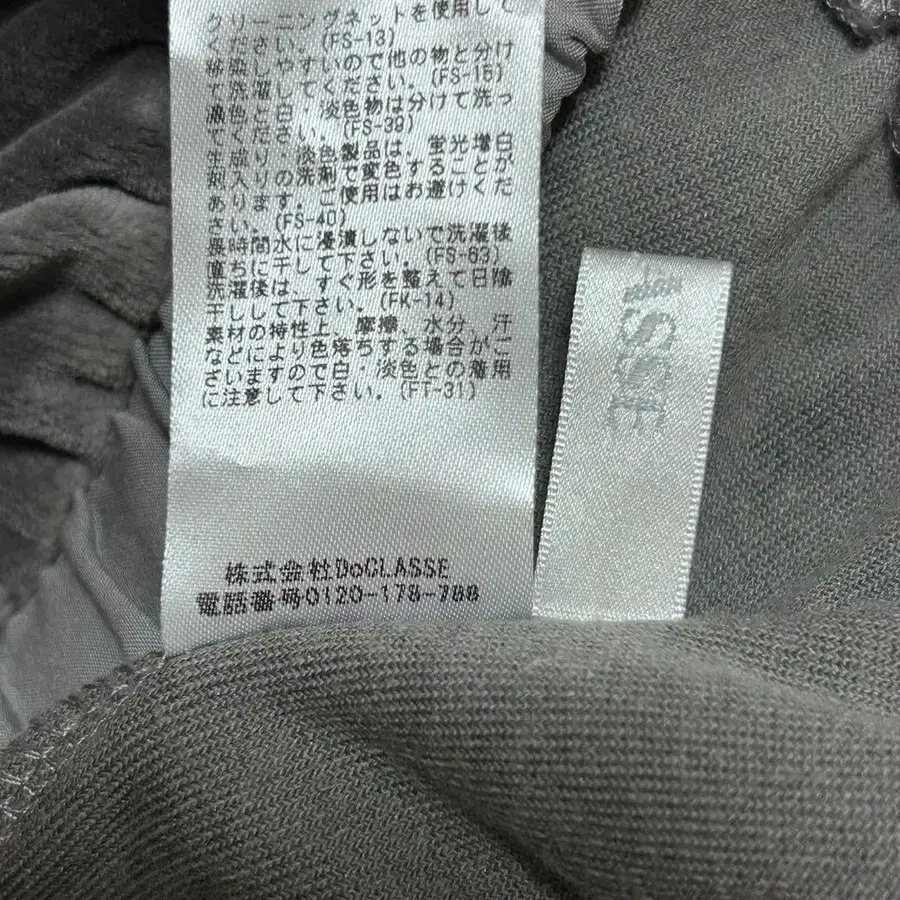 クリーニングネットを使用して
ください。(FS-13)
移染しやすいので他の物と分け
て洗濯してください。(FS-15)
濃色と白・淡色物は分けて洗っ
てください。(FS-39)
生成り・淡色製品は、蛍光増白
剤入りの洗剤で変色することが
あります。ご使用はお避けくだ
さい。(FS-40)
長時間水に浸漬しないで洗濯後
直ちに干して下さい。(FS-63)
洗濯後は、すぐ形を整えて日陰
干しして下さい。(FK-14)
素材の特性上、摩擦、水分、汗
などにより色落ちする場合がご
ざいますので白・淡色との着用
に注意して下さい。(FT-31)
株式会社DoCLASSE
電話番号0120-178-788
ASSE